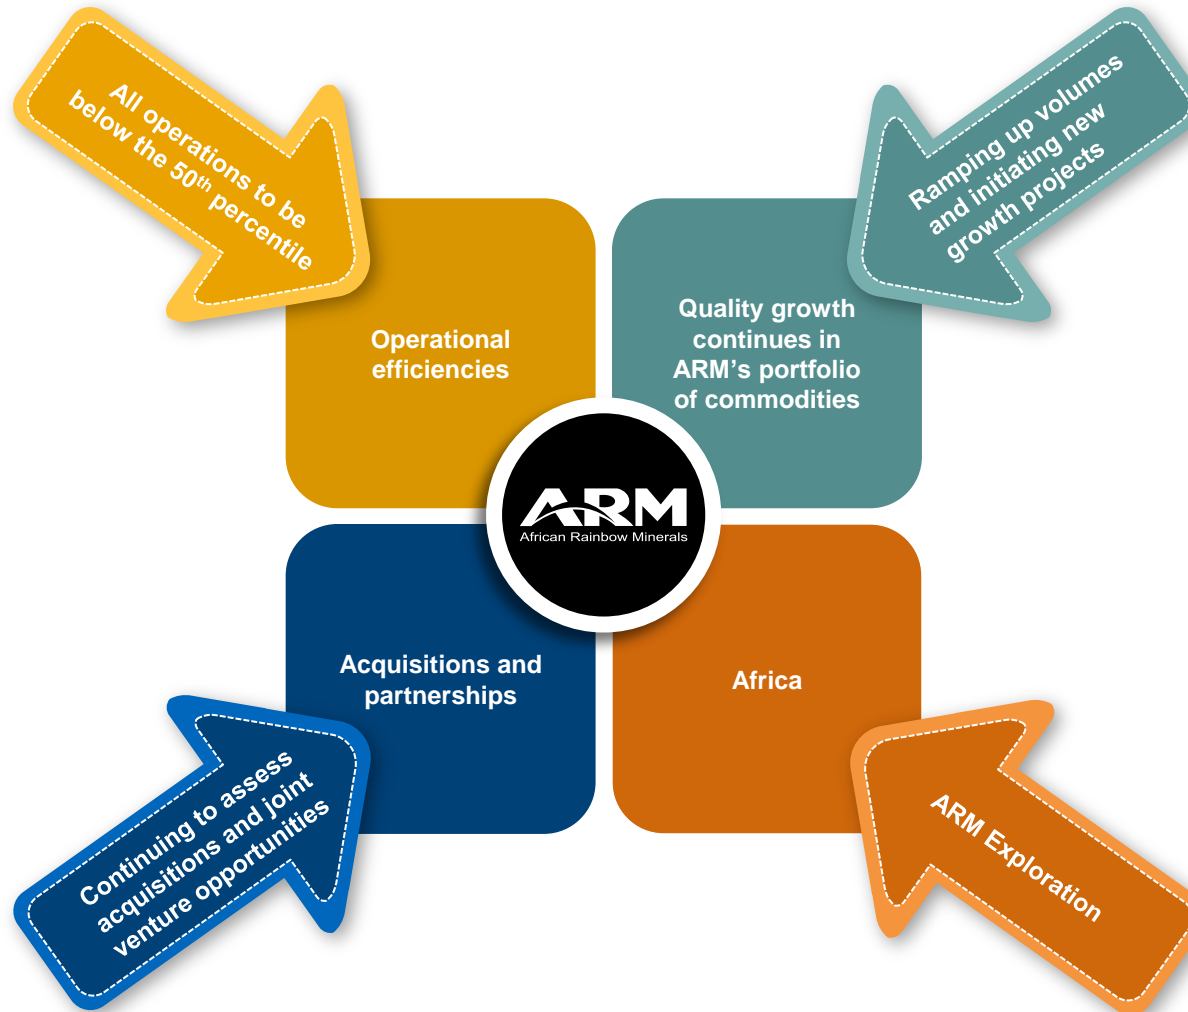 All operations to be
below the 50th percentile
Ramping up volumes
and initiating new
growth projects
Operational
efficiencies
Quality growth
continues in
ARM’s portfolio
of commodities
ARM
African Rainbow Minerals
Acquisitions and
partnerships
Africa
Continuing to assess
acquisitions and joint
venture opportunities
ARM Exploration